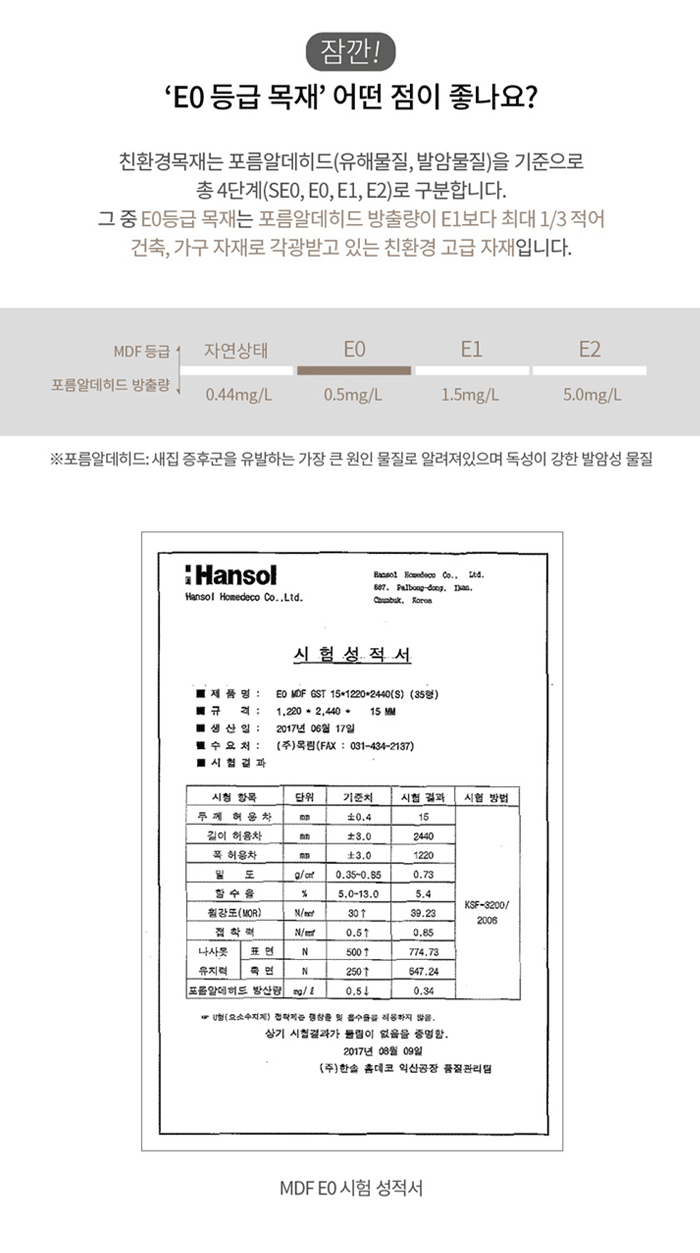 잠깐!
‘E0 등급 목재’ 어떤 점이 좋나요?
친환경목재는 포름알데히드(유해물질, 발암물질)을 기준으로
총 4단계(SE0, E0, E1, E2)로 구분합니다.
그 중 E0등급 목재는 포름알데히드 방출량이 E1보다 최대 1/3 적어
건축, 가구 자재로 각광받고 있는 친환경 고급 자재입니다.
MDF 등급 자연상태 E0 E1 E2
포름알데히드 방출량 0.44mg/L 0.5mg/L 1.5mg/L 5.0mg/L
※포름알데히드: 새집 증후군을 유발하는 가장 큰 원인 물질로 알려져있으며 독성이 강한 발암성 물질
Hansol
Hansol Homedeco Co.,Ltd.
Hansol Homedeco Co., Ltd.
687, Palbong-dong, Iksan,
Chunbuk, Korea
시 험 성 적 서
■ 제 품 명 : E0 MDF GST 15*1220*2440(S) (35평)
■ 규 격 : 1,220 * 2,440 * 15 MM
■ 생 산 일 : 2017년 06월 17일
■ 수 요 처 : (주)목림(FAX : 031-434-2137)
■ 시 험 결 과
시험 항목 단위 기준치 시험 결과 시험 방법
두 께 허 용 차 mm ±0.4 15
길이 허용차 mm ±3.0 2440
폭 허용차 mm ±3.0 1220
밀 도 g/㎤ 0.35~0.85 0.73
함 수 율 % 5.0-13.0 5.4
휨강도(MOR) N/㎟ 30↑ 39.23
KSF-3200/
2006
접 착 력 N/㎟ 0.5↑ 0.85
나사못 표 면 N 500↑ 774.73
유지력 측 면 N 250↑ 647.24
포름알데히드 방산량 mg/ℓ 0.5↓ 0.34
☞ U형(요소수지계) 접착제는 팽창률 및 흡수율을 적용하지 않음.
상기 시험결과가 틀림이 없음을 증명함.
2017년 08월 09일
(주)한솔 홈데코 익산공장 품질관리팀
MDF E0 시험 성적서